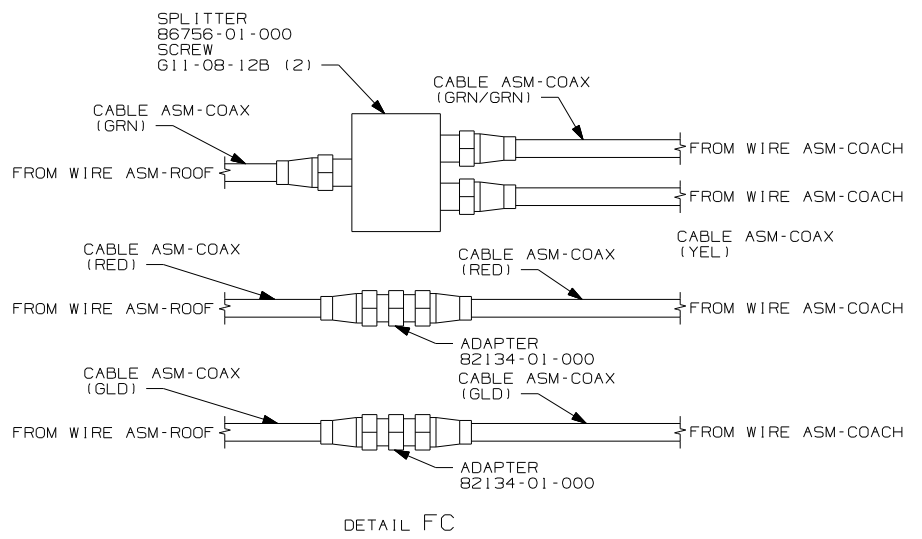 SPLITTER
86756-01-000
SCREW
G11-08-12B (2)
CABLE ASM-COAX
(GRN/GRN)
CABLE ASM-COAX
(GRN)
FROM WIRE ASM-COACH
FROM WIRE ASM-ROOF
FROM WIRE ASM-COACH
CABLE ASM-COAX
(YEL)
CABLE ASM-COAX
(RED)
CABLE ASM-COAX
(RED)
FROM WIRE ASM-ROOF
FROM WIRE ASM-COACH
ADAPTER
82134-01-000
CABLE ASM-COAX
(GLD)
CABLE ASM-COAX
(GLD)
FROM WIRE ASM-ROOF
FROM WIRE ASM-COACH
ADAPTER
82134-01-000
DETAIL FC